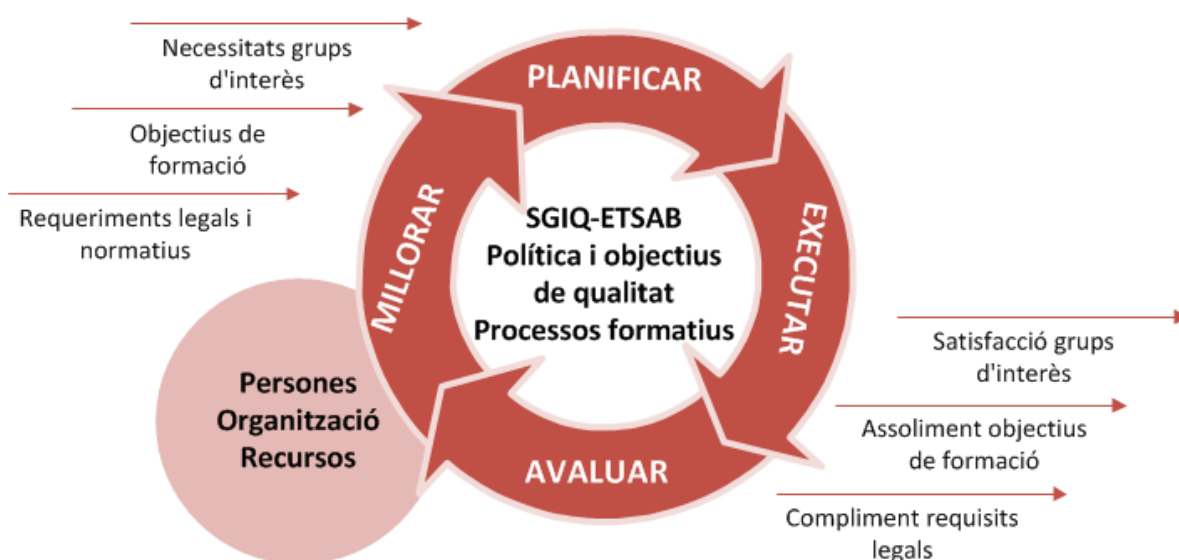 Necessitats grups
d'interès
Objectius de
formació
Requeriments legals i
normatius
PLANIFICAR
EXECUTAR
AVALUAR
MILLORAR
SGIQ-ETSAB
Política i objectius
de qualitat
Processos formatius
Persones
Organització
Recursos
Satisfacció grups
d'interès
Assoliment objectius
de formació
Compliment requisits
legals